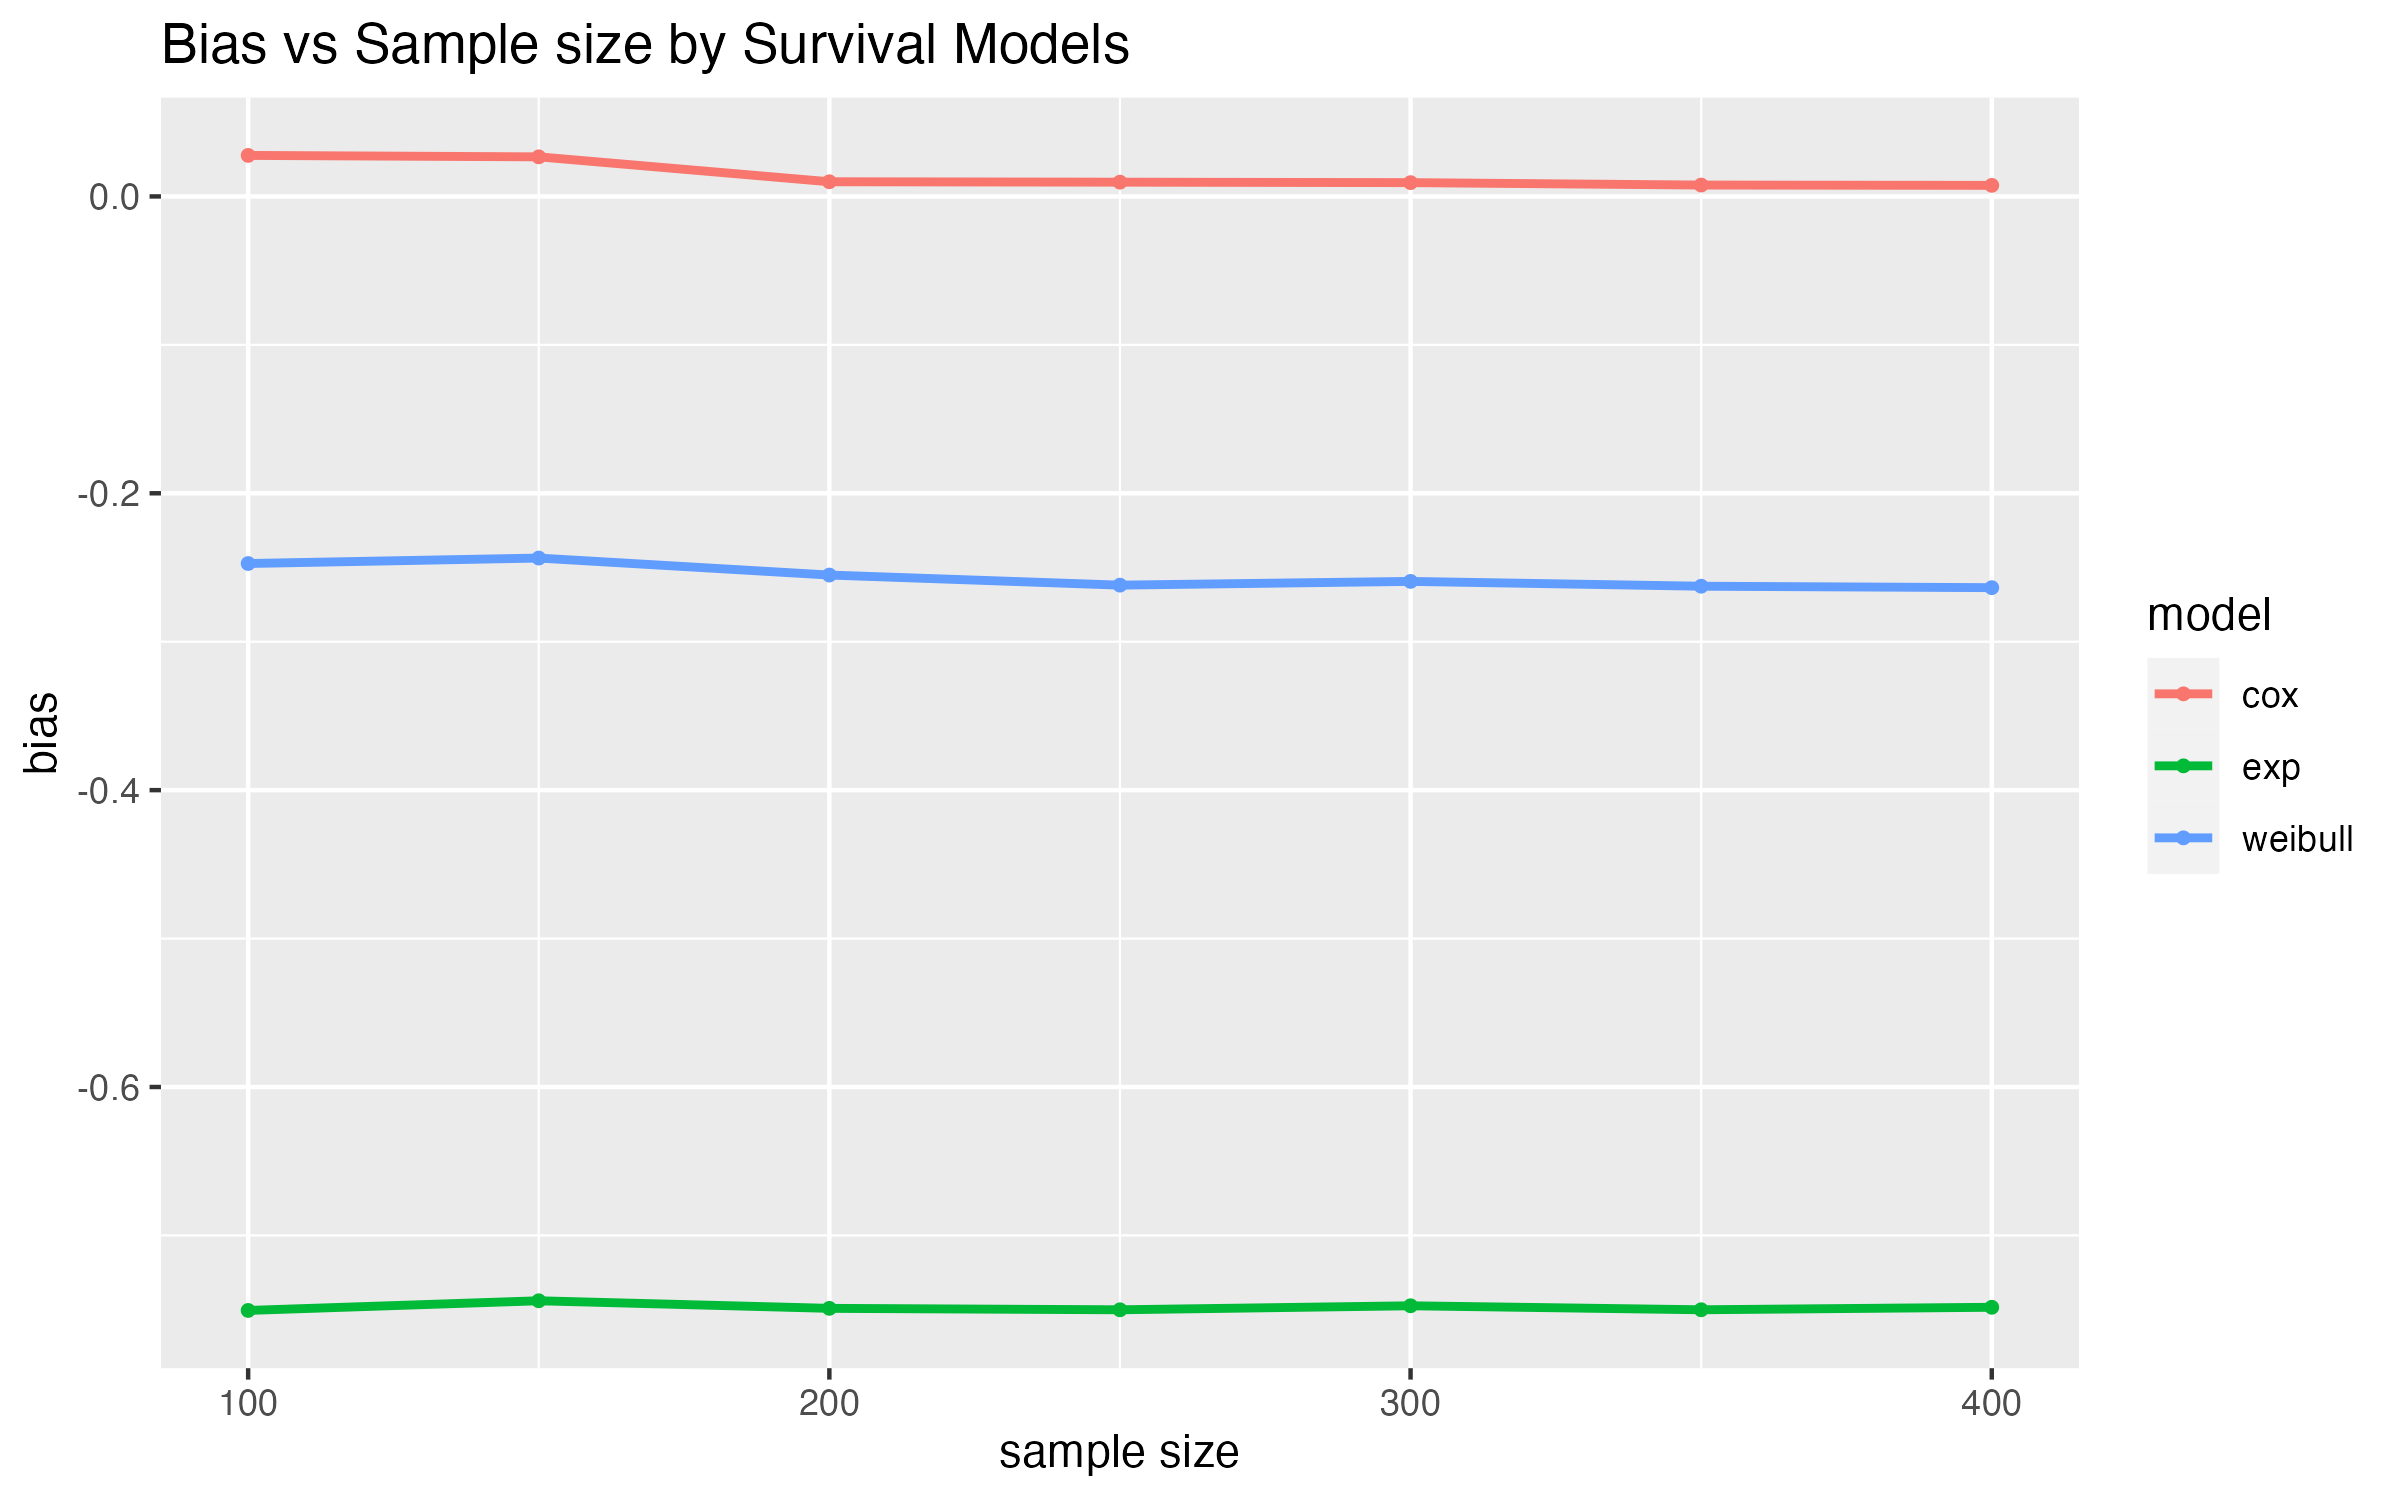 Bias vs Sample size by Survival Models
0.0
-0.2
-0.4
-0.6
bias
100 200 300 400
sample size
model
cox
exp
weibull